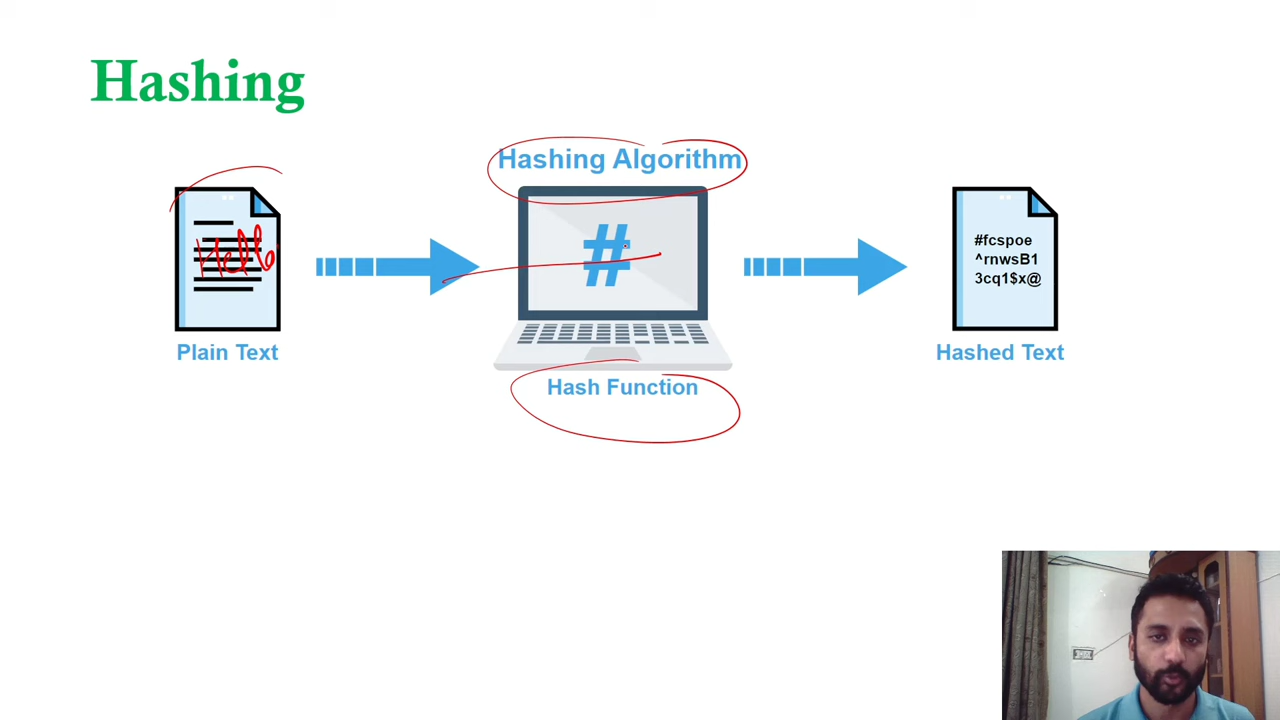 Hashing
Hashing Algorithm
Hello
#
#fcspoe
^rnwsB1
3cq1$x@
Plain Text
Hash Function
Hashed Text